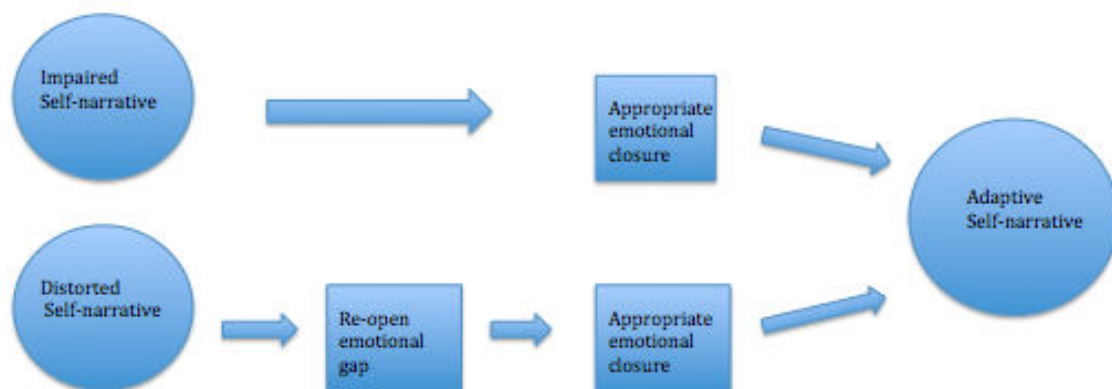 Impaired
Self-narrative
Appropriate
emotional
closure
Adaptive
Self-narrative
Distorted
Self-narrative
Re-open
emotional
gap
Appropriate
emotional
closure